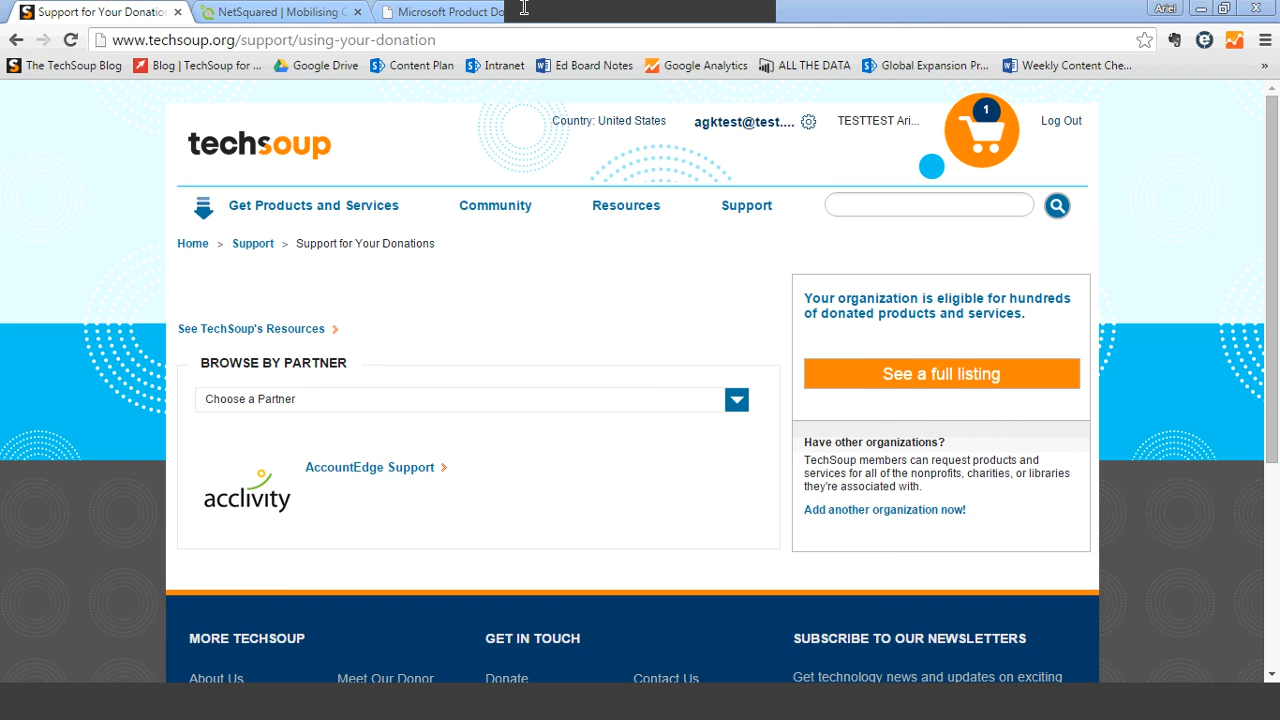 Support for Your Donatio
NetSquared | Mobilising C
Microsoft Product Do
Ariel
www.techsoup.org/support/using-your-donation
The TechSoup Blog
Blog | TechSoup for ...
Google Drive
Content Plan
Intranet
Ed Board Notes
Google Analytics
ALL THE DATA
Global Expansion Pr...
Weekly Content Che...
»
techsoup
Country: United States
agktest@test....
TESTTEST Ari...
1
Log Out
Get Products and Services
Community
Resources
Support
Home > Support > Support for Your Donations
See TechSoup's Resources
BROWSE BY PARTNER
Choose a Partner
acclivity
AccountEdge Support
Your organization is eligible for hundreds
of donated products and services.
See a full listing
Have other organizations?
TechSoup members can request products and
services for all of the nonprofits, charities, or libraries
they're associated with.
Add another organization now!
MORE TECHSOUP
About Us
Meet Our Donor
GET IN TOUCH
Donate
Contact Us
SUBSCRIBE TO OUR NEWSLETTERS
Get technology news and updates on exciting